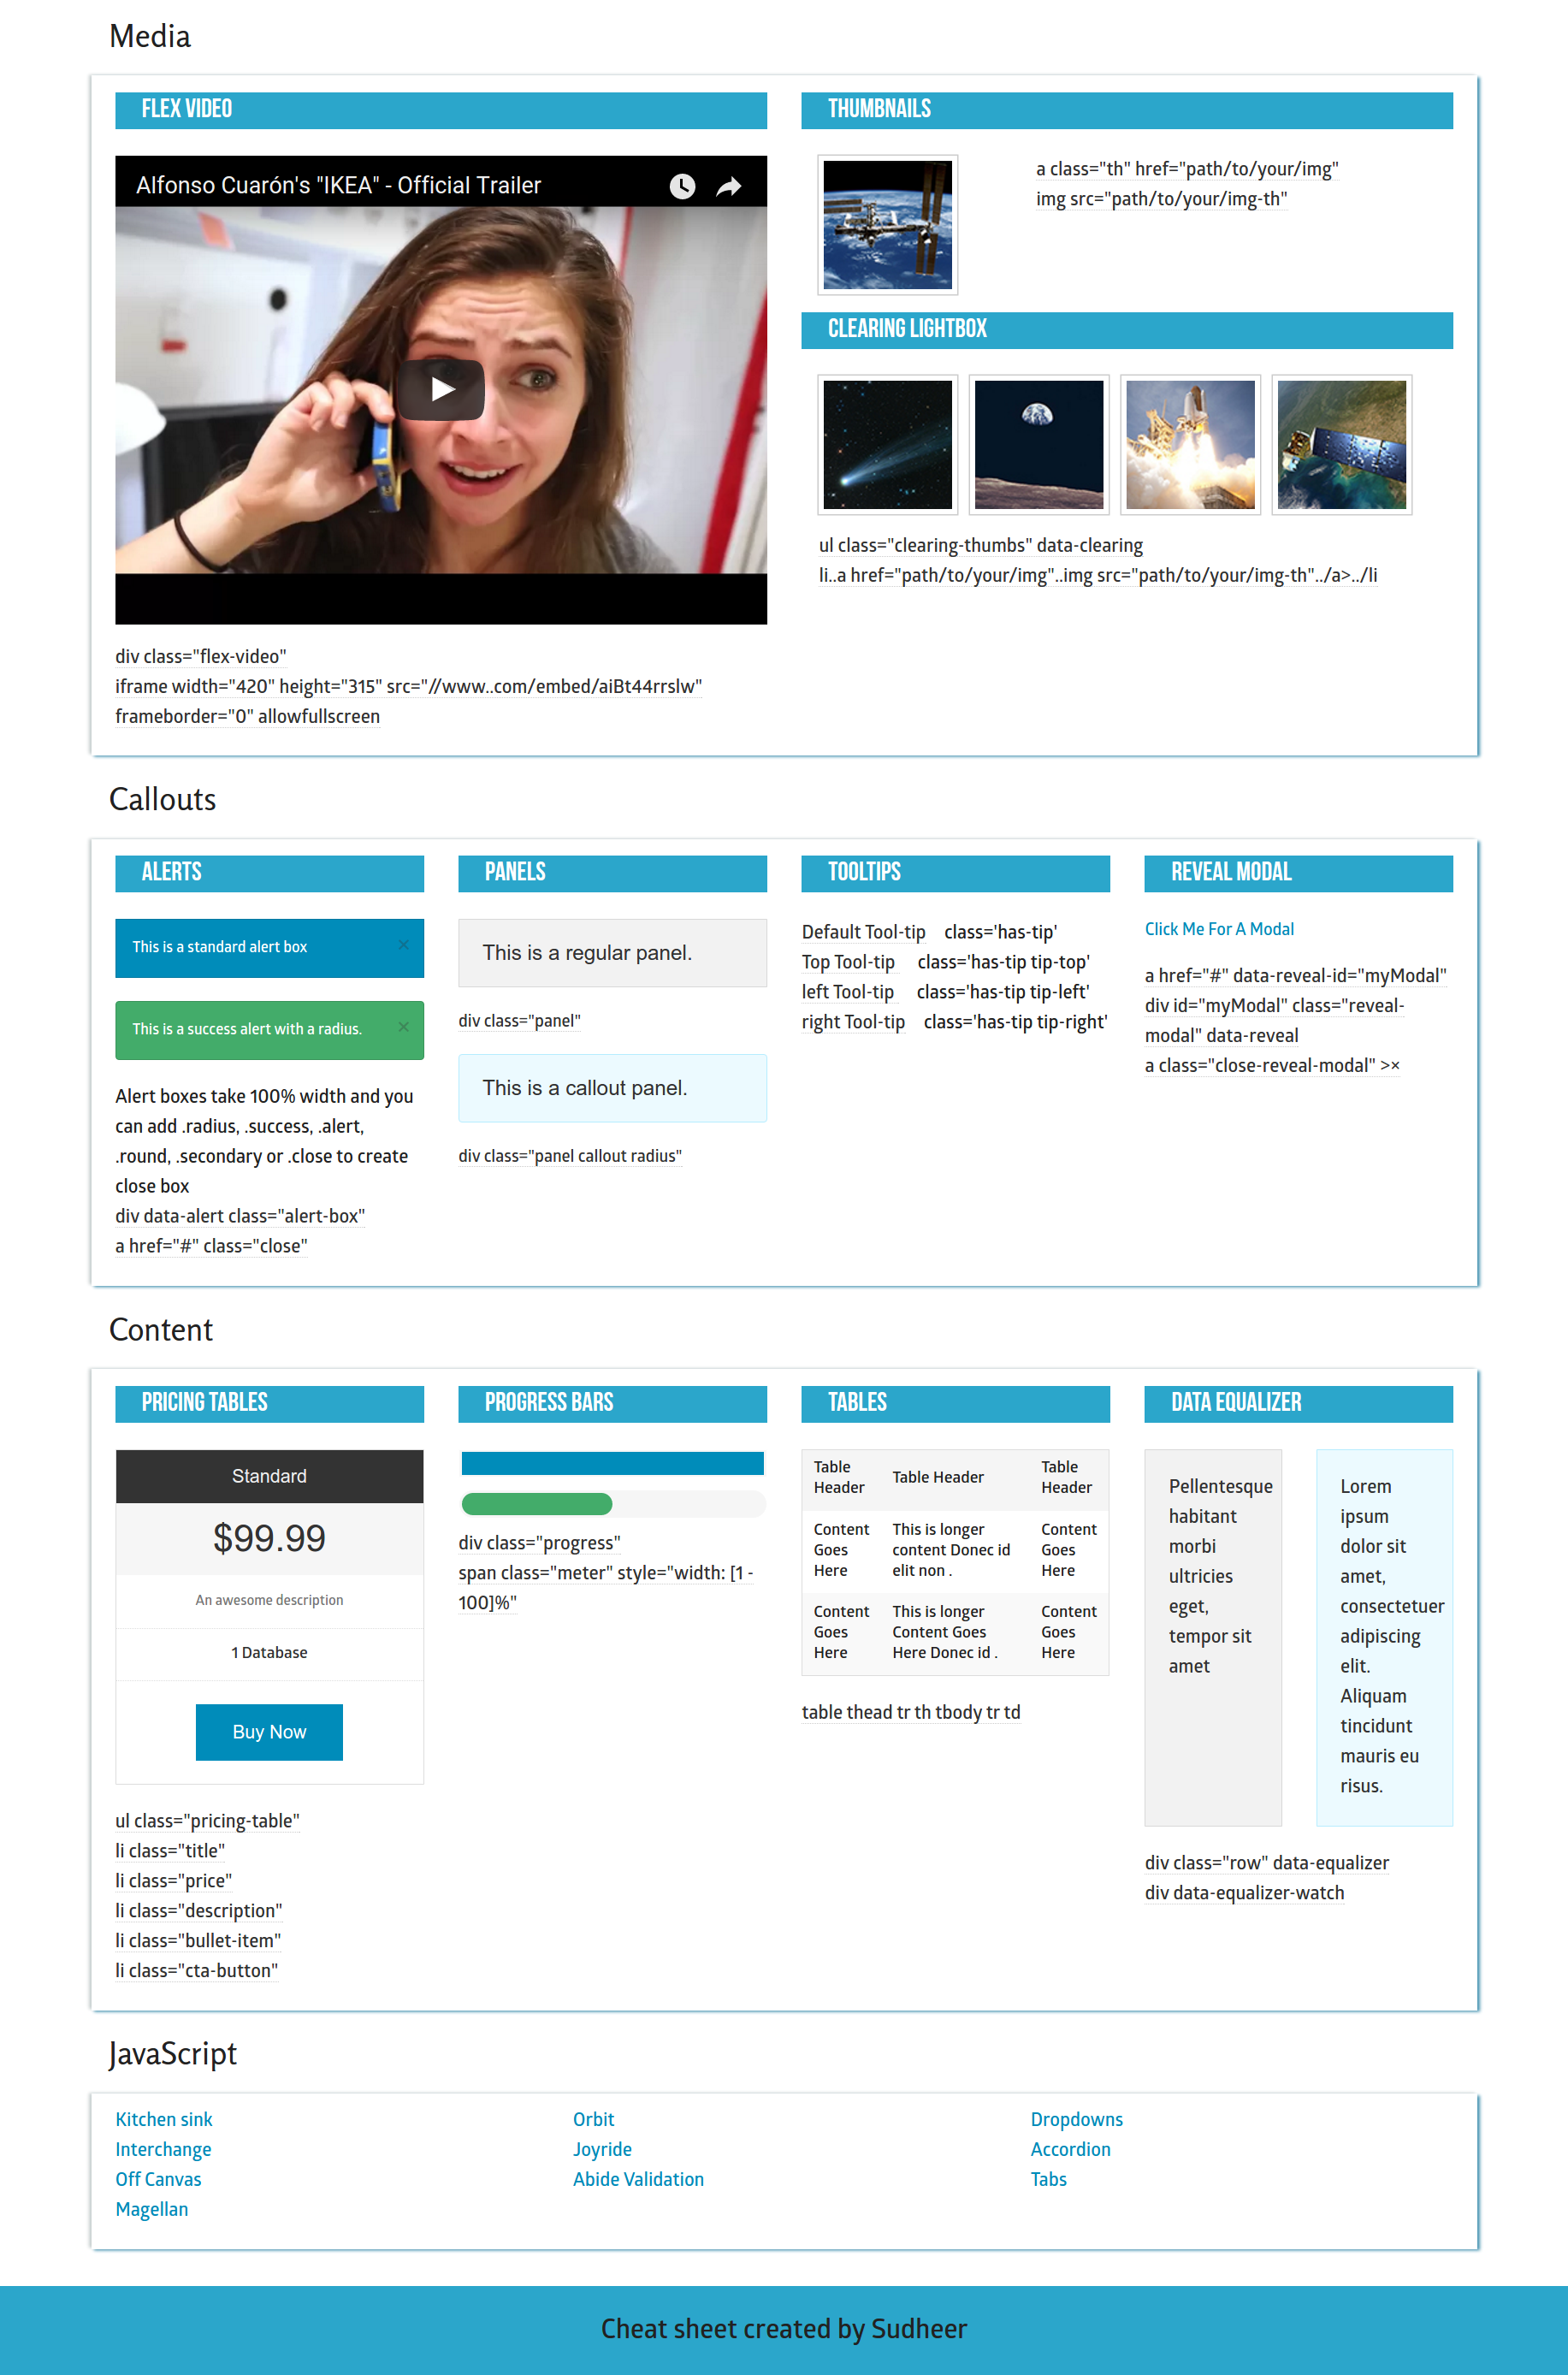 Media
FLEX VIDEO
Alfonso Cuarón's "IKEA" - Official Trailer
div class="flex-video"
iframe width="420" height="315" src="//www..com/embed/aiBt44rrslw"
frameborder="0" allowfullscreen
THUMBNAILS
a class="th" href="path/to/your/img"
img src="path/to/your/img-th"
CLEARING LIGHTBOX
ul class="clearing-thumbs" data-clearing
li..a href="path/to/your/img"..img src="path/to/your/img-th"../a>../li
Callouts
ALERTS
This is a standard alert box ×
This is a success alert with a radius. ×
Alert boxes take 100% width and you
can add .radius, .success, .alert,
.round, .secondary or .close to create
close box
div data-alert class="alert-box"
a href="#" class="close"
PANELS
This is a regular panel.
div class="panel"
This is a callout panel.
div class="panel callout radius"
TOOLTIPS
Default Tool-tip class='has-tip'
Top Tool-tip class='has-tip tip-top'
left Tool-tip class='has-tip tip-left'
right Tool-tip class='has-tip tip-right'
REVEAL MODAL
Click Me For A Modal
a href="#" data-reveal-id="myModal"
div id="myModal" class="reveal-
modal" data-reveal
a class="close-reveal-modal" >×
Content
PRICING TABLES
Standard
$99.99
An awesome description
1 Database
Buy Now
ul class="pricing-table"
li class="title"
li class="price"
li class="description"
li class="bullet-item"
li class="cta-button"
PROGRESS BARS
div class="progress"
span class="meter" style="width: [1 -
100]%"
TABLES
Table Header Table Header Table Header
Content Goes Here This is longer content Donec id elit non . Content Goes Here
Content Goes Here This is longer Content Goes Here Donec id . Content Goes Here
table thead tr th tbody tr td
DATA EQUALIZER
Pellentesque
habitant
morbi
ultricies
eget,
tempor sit
amet
Lorem
ipsum
dolor sit
amet,
consectetuer
adipiscing
elit.
Aliquam
tincidunt
mauris eu
risus.
div class="row" data-equalizer
div data-equalizer-watch
JavaScript
Kitchen sink
Interchange
Off Canvas
Magellan
Orbit
Joyride
Abide Validation
Dropdowns
Accordion
Tabs
Cheat sheet created by Sudheer